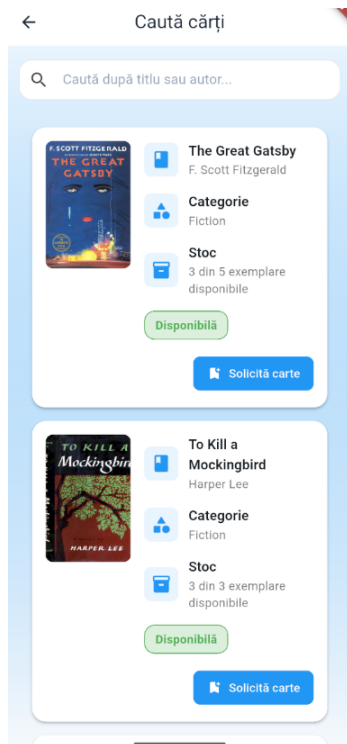 Caută cărți
Caută după titlu sau autor...
F. SCOTT FITZGERALD
THE GREAT
GATSBY
The Great Gatsby
F. Scott Fitzgerald
Categorie
Fiction
Stoc
3 din 5 exemplare
disponibile
Disponibilă
Solicită carte
TO KILL A
Mockingbird
HARPER LEE
To Kill a
Mockingbird
Harper Lee
Categorie
Fiction
Stoc
3 din 3 exemplare
disponibile
Disponibilă
Solicită carte